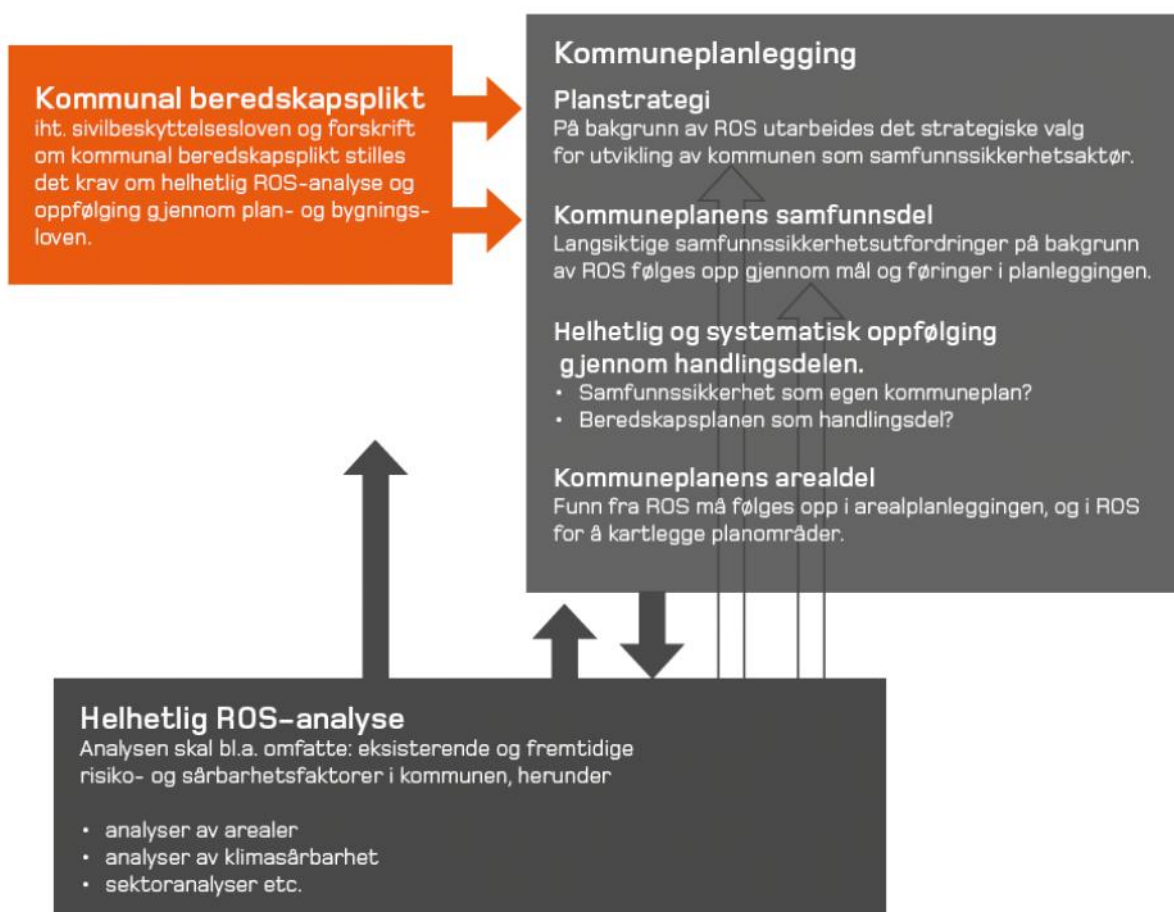 Kommunal beredskapsplikt
iht. sivilbeskyttelsesloven og forskrift
om kommunal beredskapsplikt stilles
det krav om helhetlig ROS-analyse og
oppfølging gjennom plan- og bygnings-
loven.
Kommuneplanlegging
Planstrategi
På bakgrunn av ROS utarbeides det strategiske valg
for utvikling av kommunen som samfunnssikkerhetsaktør.
Kommuneplanens samfunnsdel
Langsiktige samfunnssikkerhetsutfordringer på bakgrunn
av ROS følges opp gjennom mål og føringer i planleggingen.
Helhetlig og systematisk oppfølging
gjennom handlingsdelen.
• Samfunnssikkerhet som egen kommuneplan?
• Beredskapsplanen som handlingsdel?
Kommuneplanens arealdel
Funn fra ROS må følges opp i arealplanleggingen, og i ROS
for å kartlegge planområder.
Helhetlig ROS-analyse
Analysen skal bl.a. omfatte: eksisterende og fremtidige
risiko- og sårbarhetsfaktorer i kommunen, herunder
• analyser av arealer
• analyser av klimasårbarhet
• sektoranalyser etc.